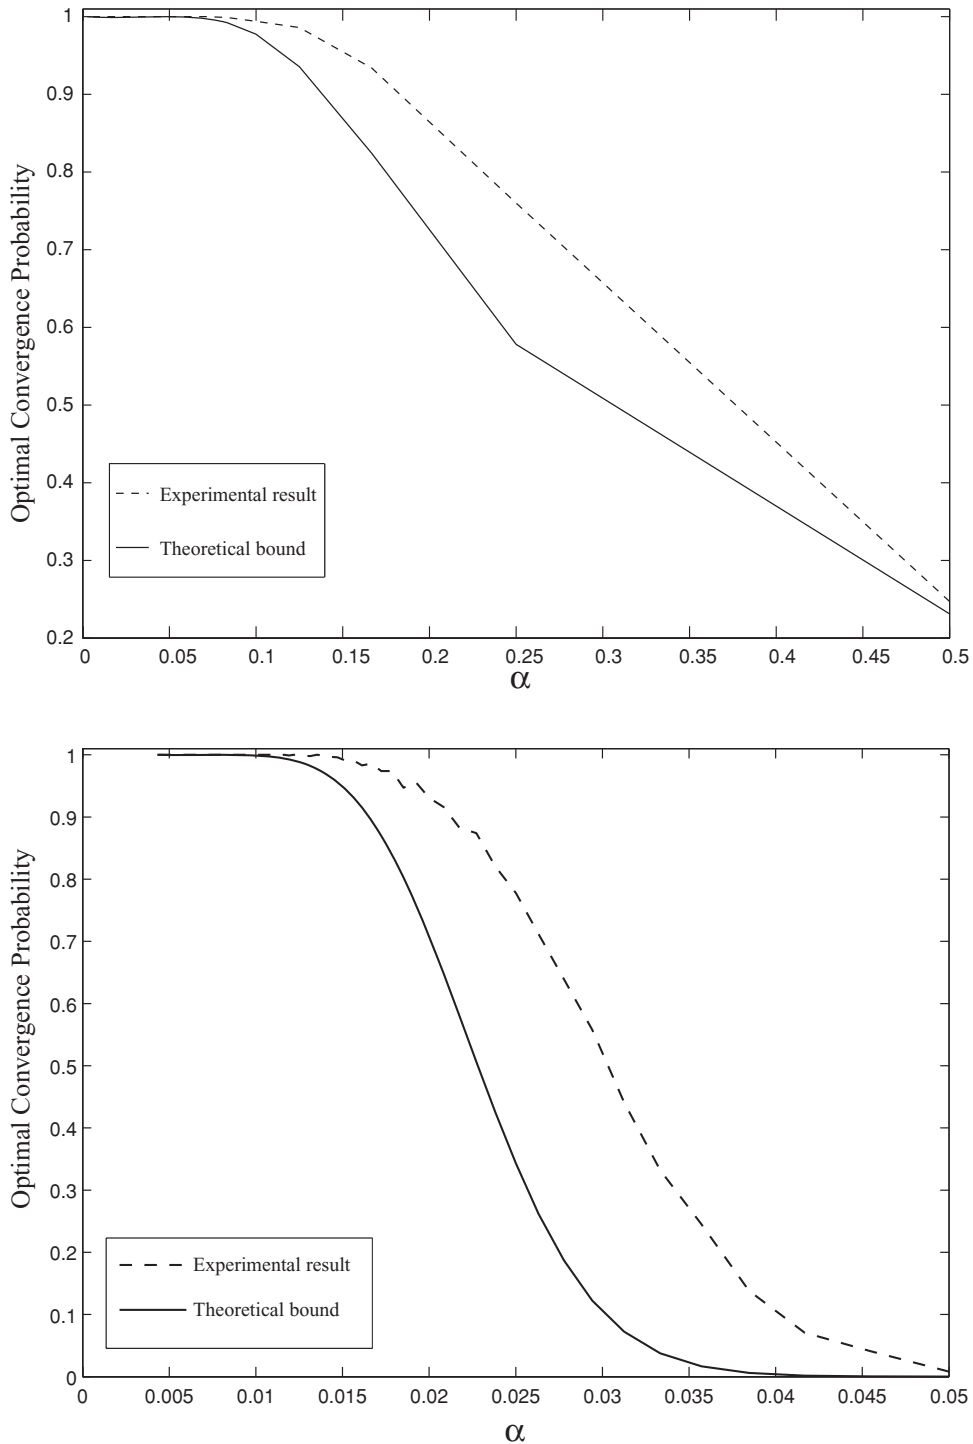 1
0.9
0.8
0.7
0.6
0.5
0.4
0.3
0.2
Optimal Convergence Probability
Experimental result
Theoretical bound
0 0.05 0.1 0.15 0.2 0.25 0.3 0.35 0.4 0.45 0.5
α
1
0.9
0.8
0.7
0.6
0.5
0.4
0.3
0.2
0.1
0
Optimal Convergence Probability
Experimental result
Theoretical bound
0 0.005 0.01 0.015 0.02 0.025 0.03 0.035 0.04 0.045 0.05
α